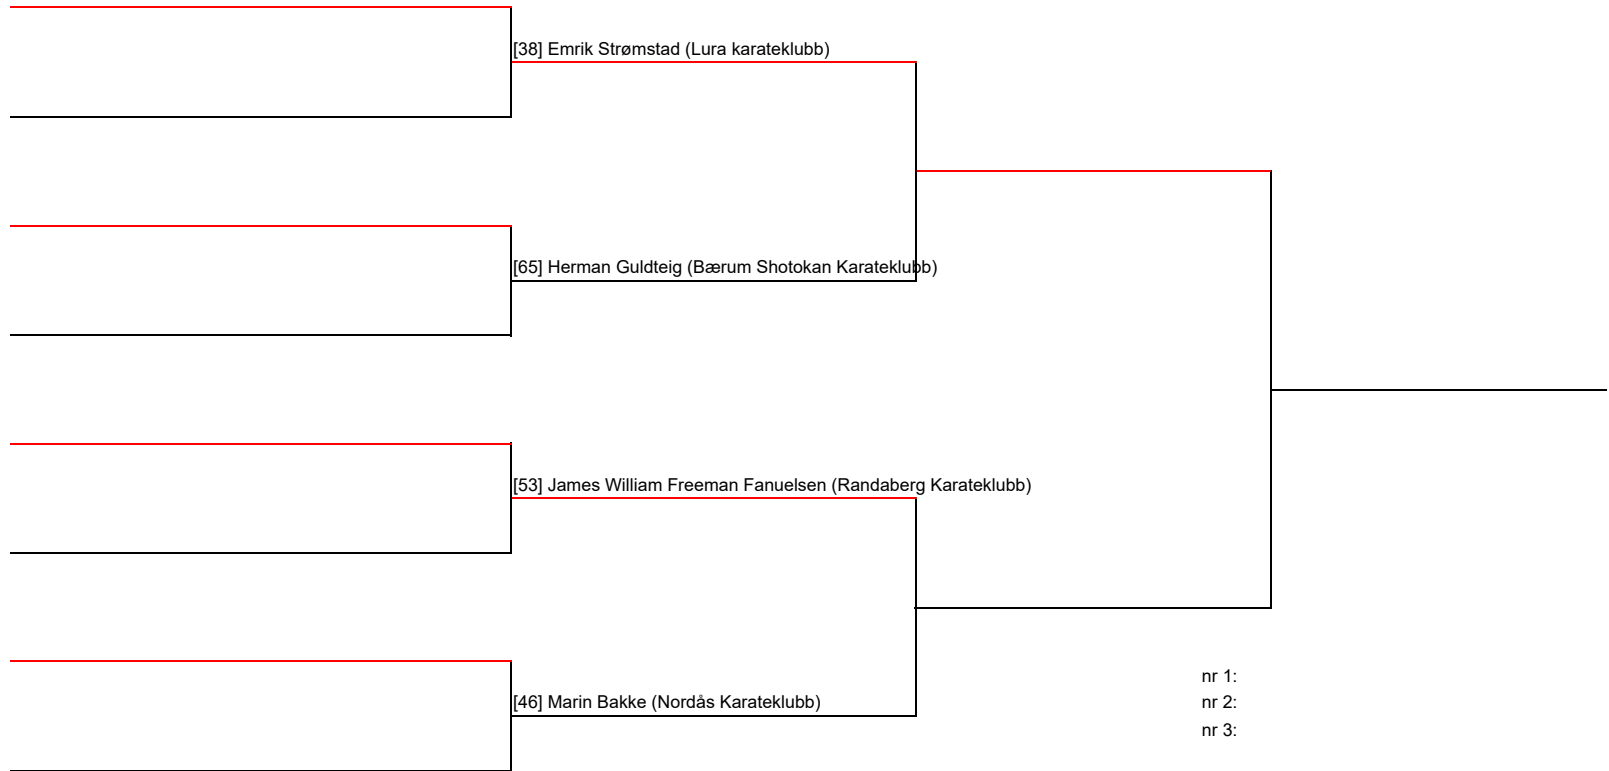 [38] Emrik Strømstad (Lura karateklubb)
[65] Herman Guldteig (Bærum Shotokan Karateklubb)
[53] James William Freeman Fanuelsen (Randaberg Karateklubb)
[46] Marin Bakke (Nordås Karateklubb)
nr 1:
nr 2:
nr 3: